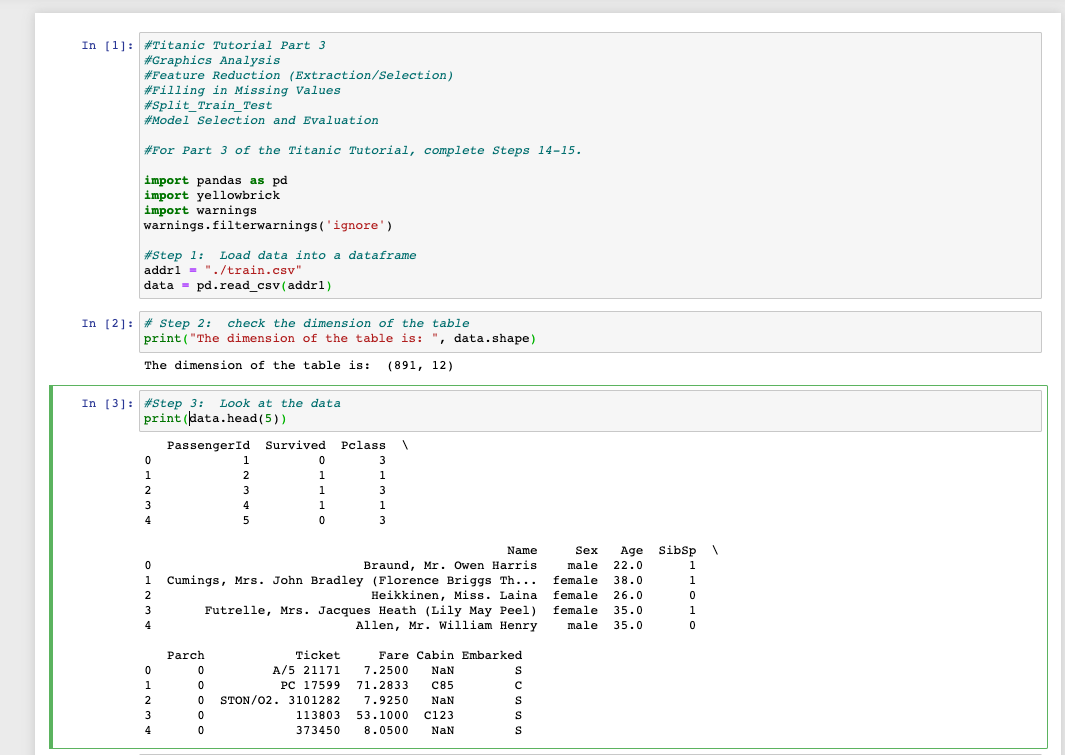 In [1]: #Titanic Tutorial Part 3
#Graphics Analysis
#Feature Reduction (Extraction/Selection)
#Filling in Missing Values
#Split_Train_Test
#Model Selection and Evaluation
#For Part 3 of the Titanic Tutorial, complete Steps 14-15.
import pandas as pd
import yellowbrick
import warnings
warnings.filterwarnings('ignore')
#Step 1:  Load data into a dataframe
addr1 = "./train.csv"
data = pd.read_csv(addr1)
In [2]: # Step 2:  check the dimension of the table
print("The dimension of the table is: ", data.shape)
The dimension of the table is:  (891, 12)
In [3]: #Step 3:  Look at the data
print(data.head(5))
   PassengerId  Survived  Pclass  \
0            1         0       3
1            2         1       1
2            3         1       3
3            4         1       1
4            5         0       3
                                                Name     Sex   Age  SibSp  \
0                            Braund, Mr. Owen Harris    male  22.0      1
1  Cumings, Mrs. John Bradley (Florence Briggs Th...  female  38.0      1
2                             Heikkinen, Miss. Laina  female  26.0      0
3       Futrelle, Mrs. Jacques Heath (Lily May Peel)  female  35.0      1
4                           Allen, Mr. William Henry    male  35.0      0
   Parch            Ticket     Fare Cabin Embarked
0      0         A/5 21171   7.2500   NaN        S
1      0          PC 17599  71.2833   C85        C
2      0  STON/O2. 3101282   7.9250   NaN        S
3      0            113803  53.1000  C123        S
4      0            373450   8.0500   NaN        S